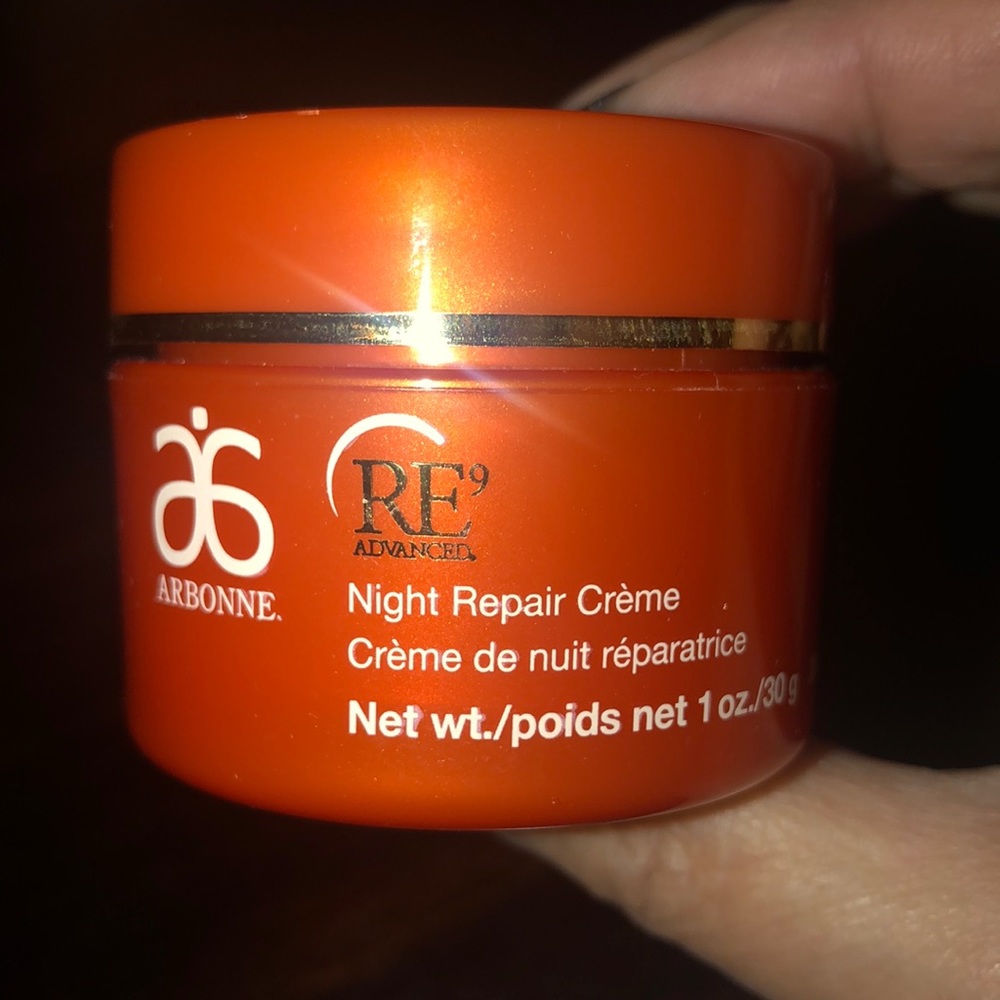 ARBONNE.
RE⁹
ADVANCED®
Night Repair Crème
Crème de nuit réparatrice
Net wt./poids net 1 oz./30 g